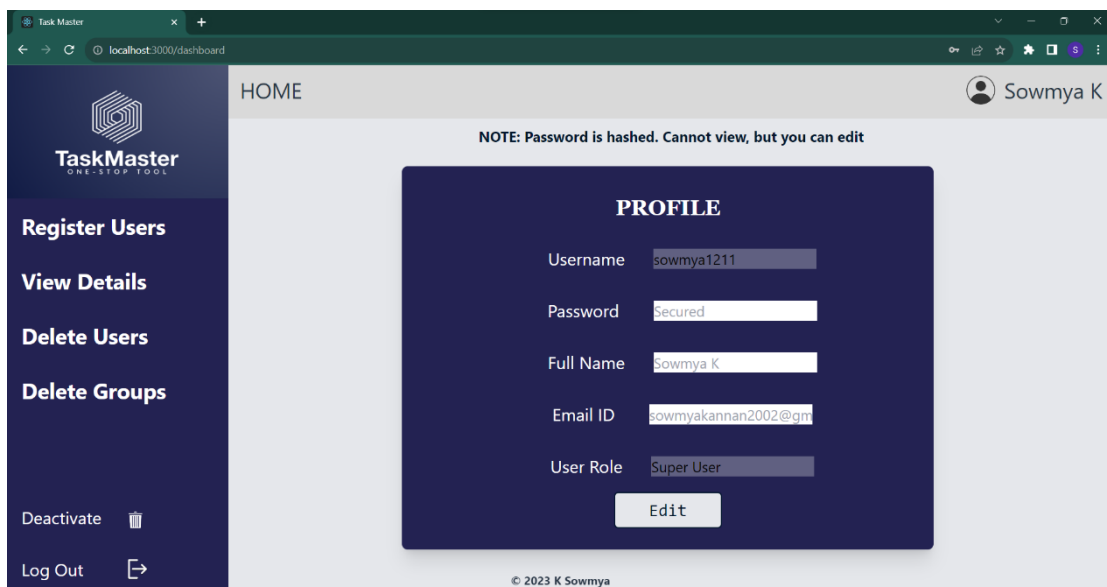 Task Master
localhost:3000/dashboard
S
TaskMaster
ONE-STOP TOOL
HOME
Sowmya K
Register Users
View Details
Delete Users
Delete Groups
Deactivate
Log Out
NOTE: Password is hashed. Cannot view, but you can edit
PROFILE
Username sowmya1211
Password Secured
Full Name Sowmya K
Email ID sowmyakannan2002@gm
User Role Super User
Edit
© 2023 K Sowmya